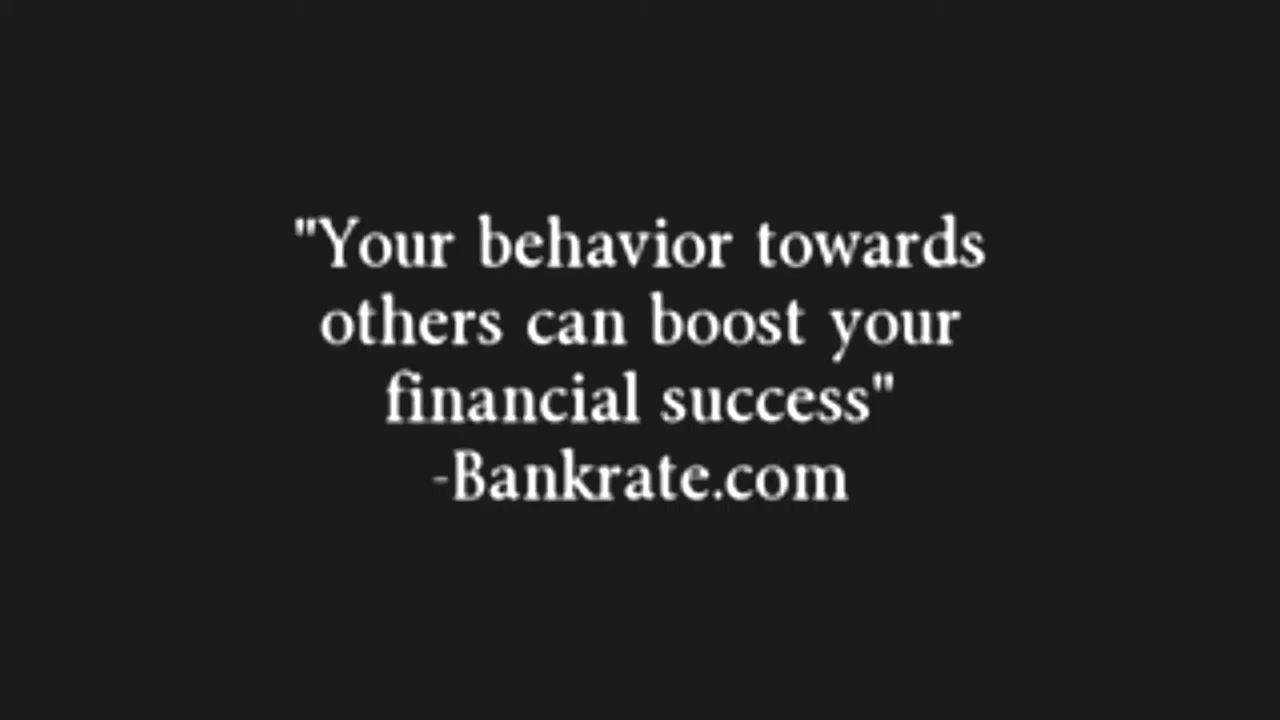 "Your behavior towards
others can boost your
financial success"
-Bankrate.com